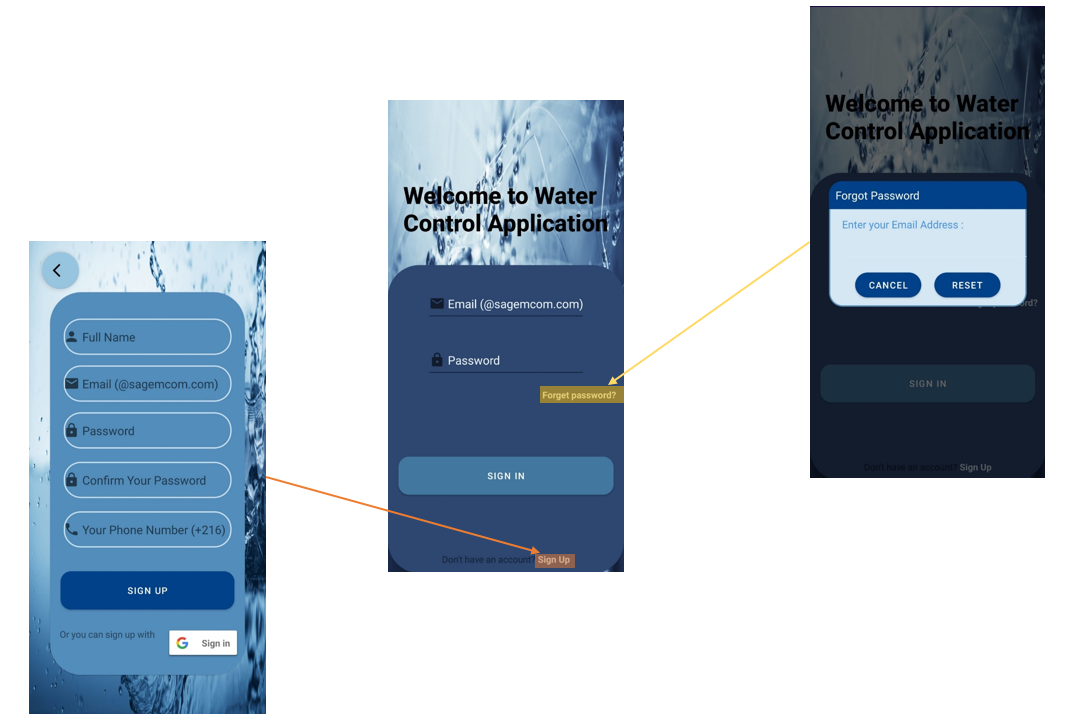 Full Name
Email (@sagemcom.com)
Password
Confirm Your Password
Your Phone Number (+216)
SIGN UP
Or you can sign up with
Sign in
Welcome to Water
Control Application
Email (@sagemcom.com)
Password
Forget password?
SIGN IN
Don't have an account? Sign Up
Welcome to Water
Control Application
Forgot Password
Enter your Email Address :
CANCEL
RESET
SIGN IN
Don't have an account? Sign Up